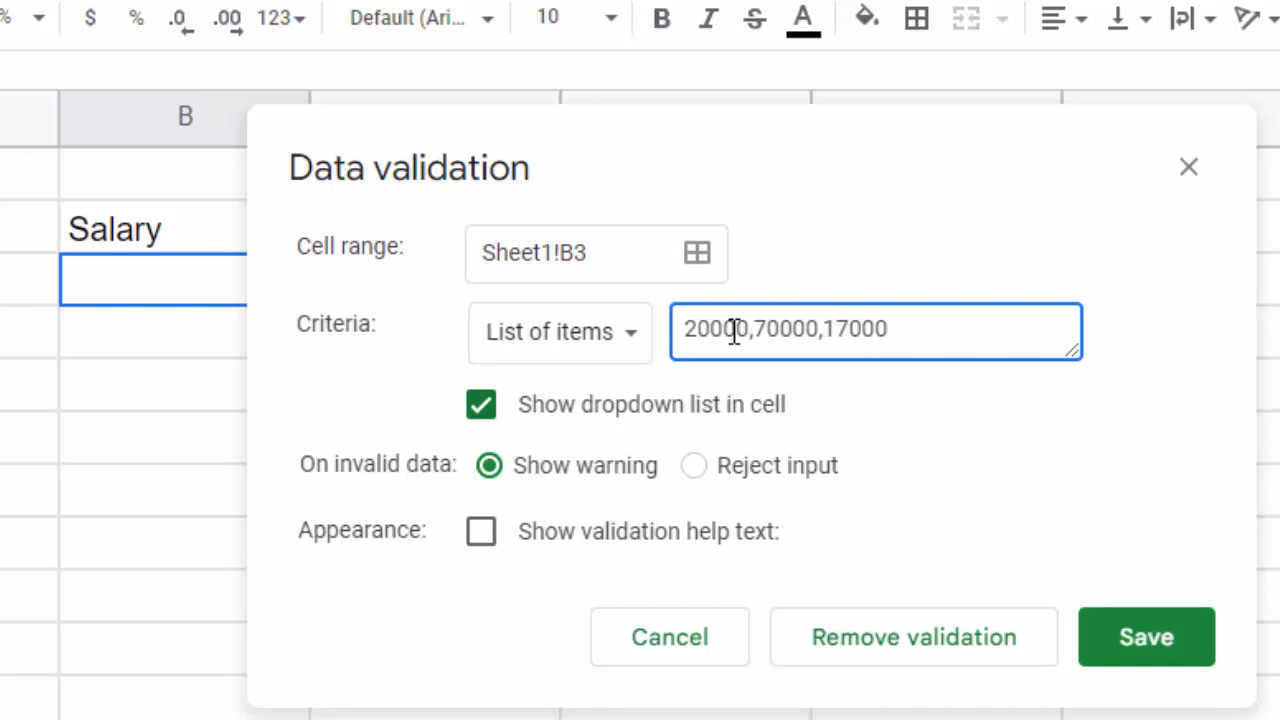 % $ % .0 .00 123 Default (Ari... 10 B I S A
B
Data validation
Salary
Cell range: Sheet1!B3
Criteria: List of items 20000,70000,17000
Show dropdown list in cell
On invalid data: Show warning Reject input
Appearance: Show validation help text:
Cancel Remove validation Save